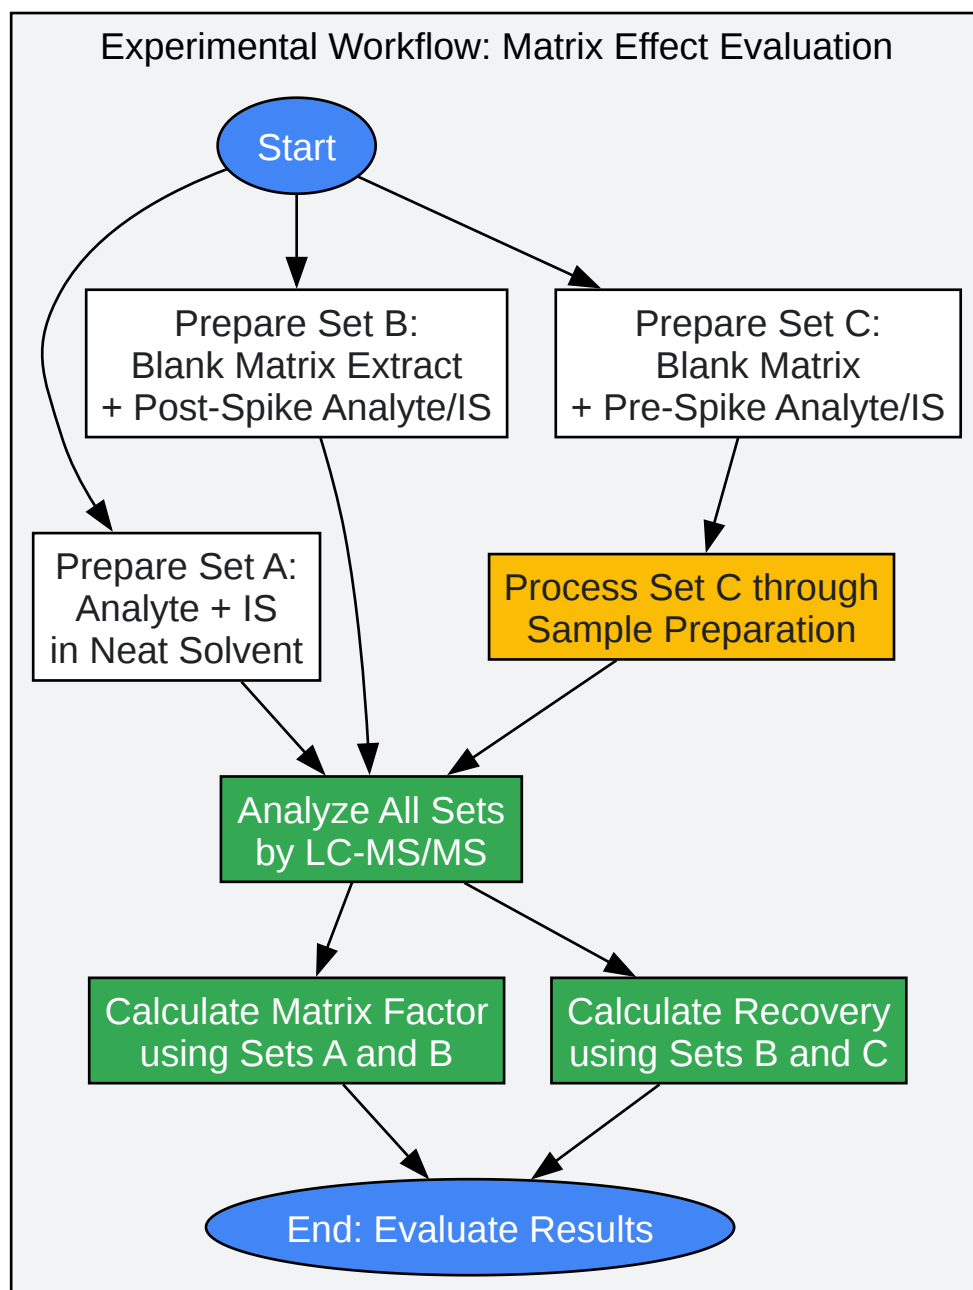 Experimental Workflow: Matrix Effect Evaluation
Start
Prepare Set B:
Blank Matrix Extract
+ Post-Spike Analyte/IS
Prepare Set C:
Blank Matrix
+ Pre-Spike Analyte/IS
Prepare Set A:
Analyte + IS
in Neat Solvent
Process Set C through
Sample Preparation
Analyze All Sets
by LC-MS/MS
Calculate Matrix Factor
using Sets A and B
Calculate Recovery
using Sets B and C
End: Evaluate Results